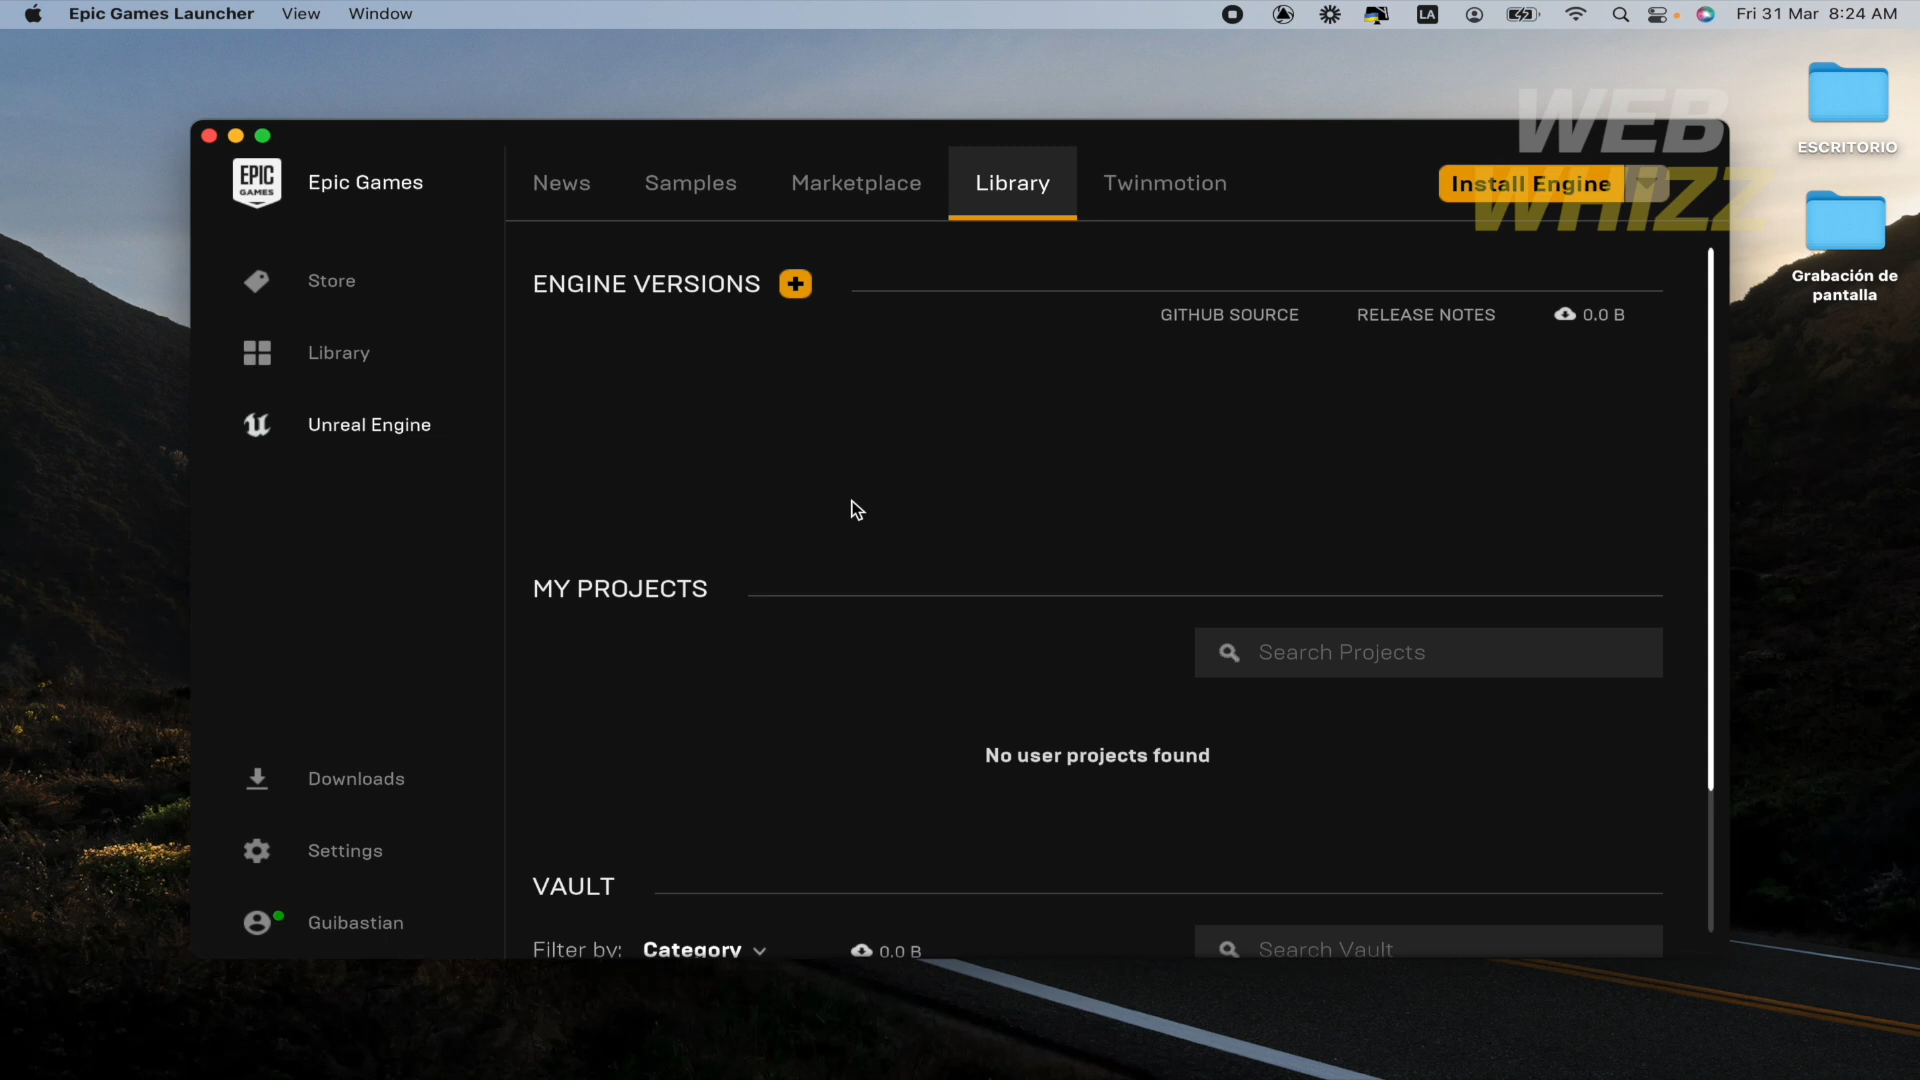 Epic Games Launcher View Window
LA
Fri 31 Mar 8:24 AM
WEB
WHIZZ
ESCRITORIO
Grabación de
pantalla
EPIC
GAMES
Epic Games
News Samples Marketplace Library Twinmotion
Install Engine
Store
Library
Unreal Engine
Downloads
Settings
Guibastian
ENGINE VERSIONS
GITHUB SOURCE RELEASE NOTES 0.0 B
MY PROJECTS
Search Projects
No user projects found
VAULT
Filter by: Category 0.0 B
Search Vault